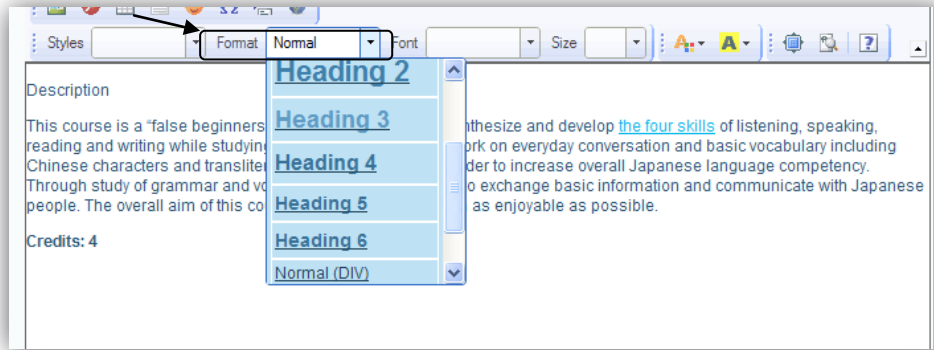 Styles Format Normal Font Size
Heading 2
Heading 3
Heading 4
Heading 5
Heading 6
Normal (DIV)
Description
This course is a “false beginners nthesize and develop the four skills of listening, speaking,
reading and writing while studying rk on everyday conversation and basic vocabulary including
Chinese characters and transliter der to increase overall Japanese language competency.
Through study of grammar and vo o exchange basic information and communicate with Japanese
people. The overall aim of this co as enjoyable as possible.
Credits: 4